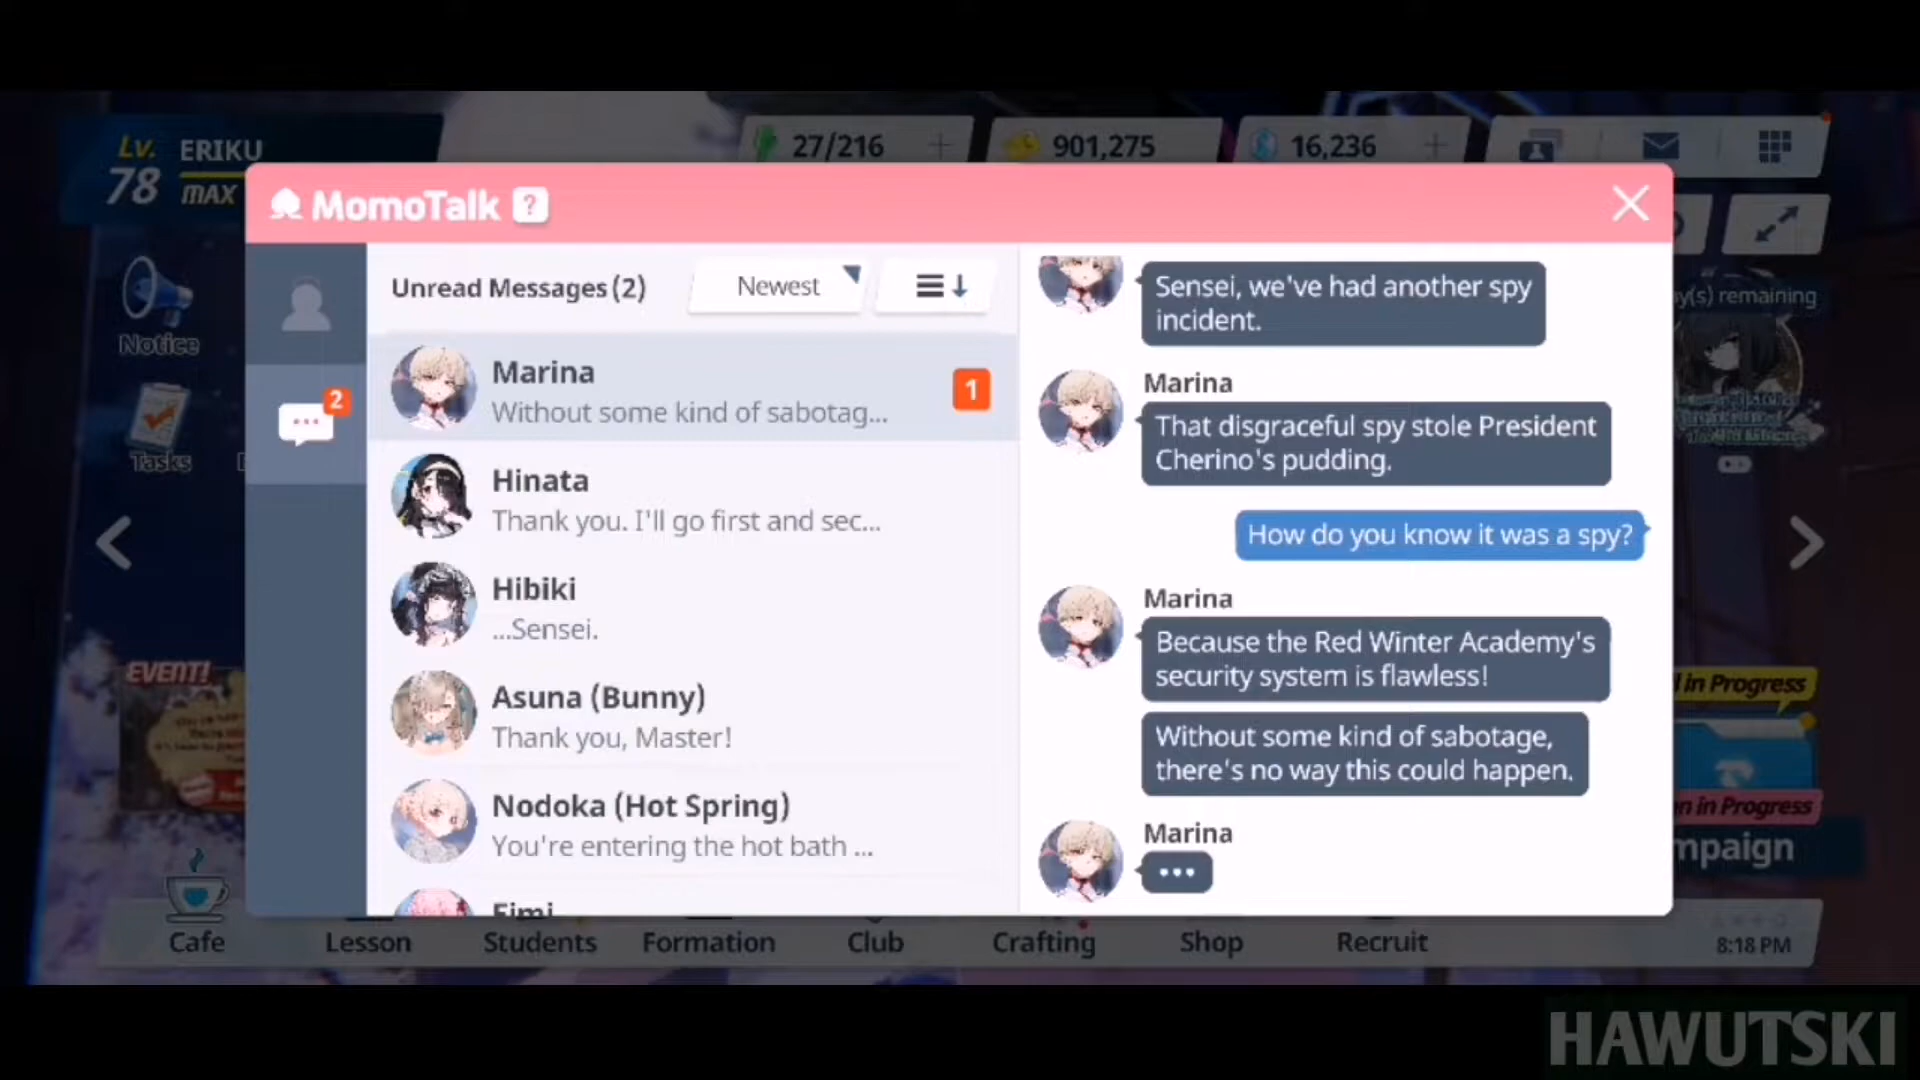 Lv. ERIKU
78 MAX
27/216
901,275
16,236
MomoTalk ?
Notice
Tasks
2
Unread Messages (2)
Newest
Marina
Without some kind of sabotag...
1
Hinata
Thank you. I'll go first and sec...
Hibiki
...Sensei.
Asuna (Bunny)
Thank you, Master!
Nodoka (Hot Spring)
You're entering the hot bath ...
Eimi
Sensei, we've had another spy
incident.
Marina
That disgraceful spy stole President
Cherino's pudding.
How do you know it was a spy?
Marina
Because the Red Winter Academy's
security system is flawless!
Without some kind of sabotage,
there's no way this could happen.
Marina
...
y(s) remaining
EVENT!
in Progress
in Progress
mpaign
Cafe
Lesson
Students
Formation
Club
Crafting
Shop
Recruit
8:18 PM
HAWUTSKI